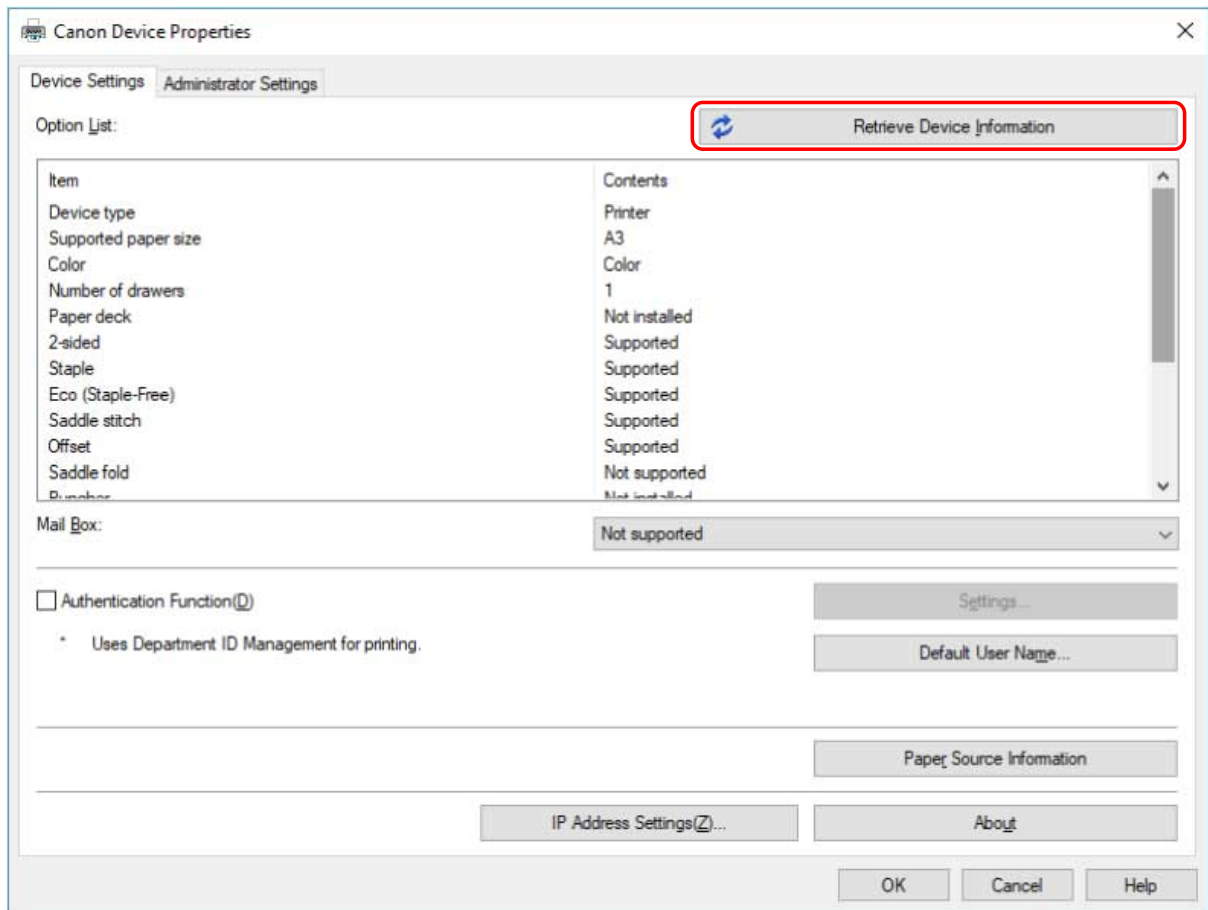 Canon Device Properties
Device Settings Administrator Settings
Option List: Retrieve Device Information
Item Contents
Device type Printer
Supported paper size A3
Color Color
Number of drawers 1
Paper deck Not installed
2-sided Supported
Staple Supported
Eco (Staple-Free) Supported
Saddle stitch Supported
Offset Supported
Saddle fold Not supported
Puncher Not installed
Mail Box: Not supported
Authentication Function(D) Settings...
* Uses Department ID Management for printing.
Default User Name...
Paper Source Information
IP Address Settings(Z)... About
OK Cancel Help